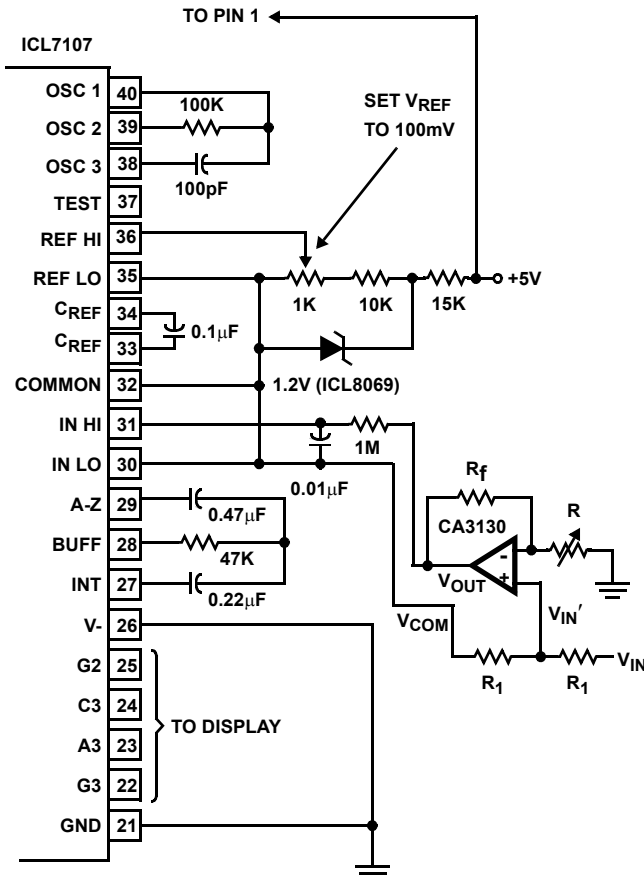 TO PIN 1
ICL7107
OSC 1 40
100K
OSC 2 39
SET VREF
TO 100mV
OSC 3 38
100pF
TEST 37
REF HI 36
REF LO 35
+5V
1K 10K 15K
CREF 34
0.1μF
CREF 33
COMMON 32
1.2V (ICL8069)
IN HI 31
1M
IN LO 30
0.01μF
Rf
A-Z 29
0.47μF
CA3130
R
BUFF 28
47K
-
+
VOUT
INT 27
0.22μF
VIN′
V- 26
VCOM
VIN
R1 R1
G2 25
C3 24
TO DISPLAY
A3 23
G3 22
GND 21